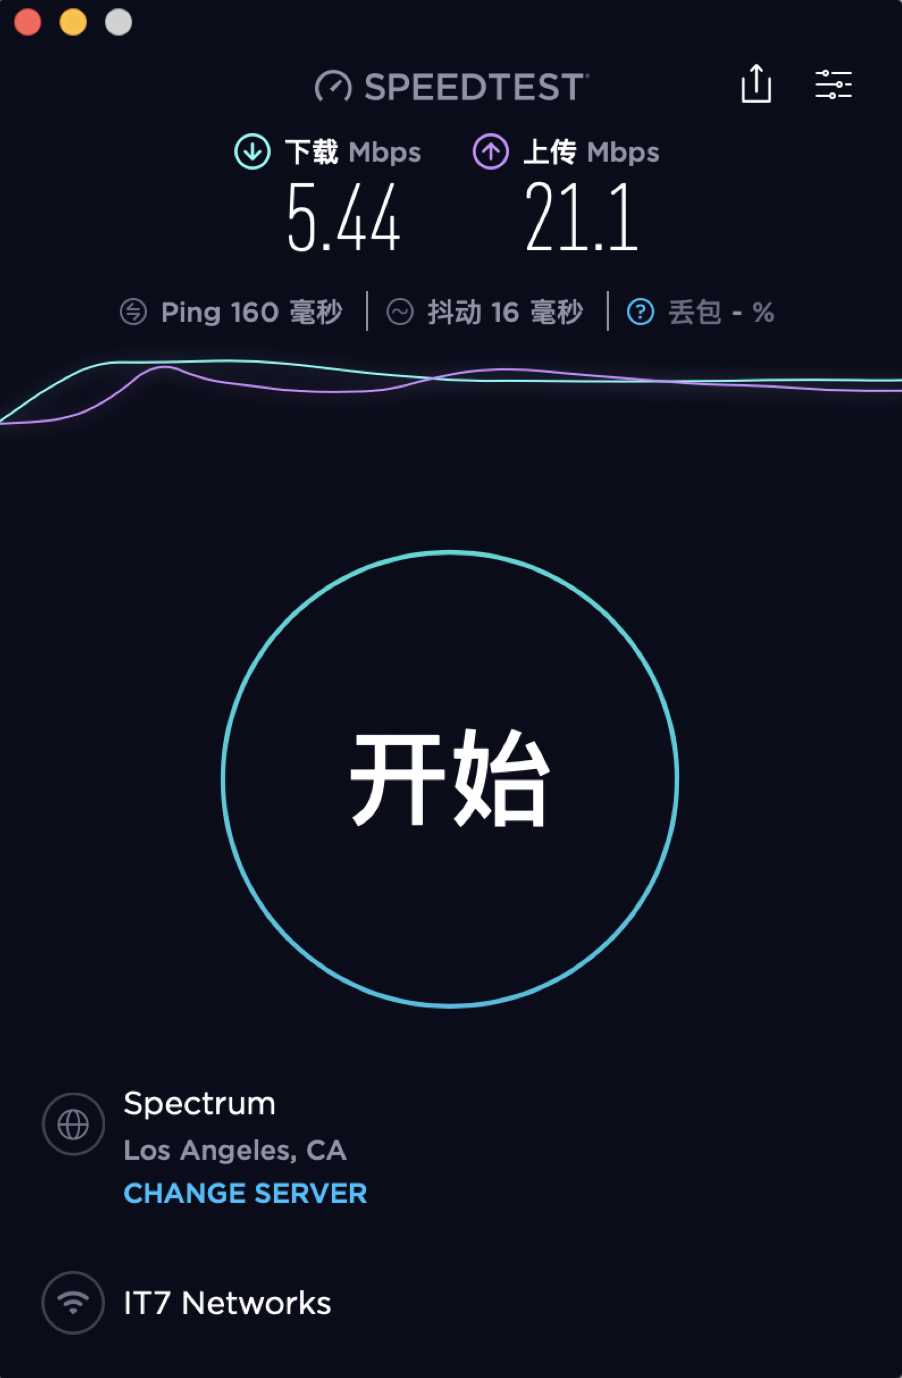 SPEEDTEST
下载 Mbps 上传 Mbps
5.44 21.1
Ping 160 毫秒 抖动 16 毫秒 ? 丢包 - %
开始
Spectrum
Los Angeles, CA
CHANGE SERVER
IT7 Networks